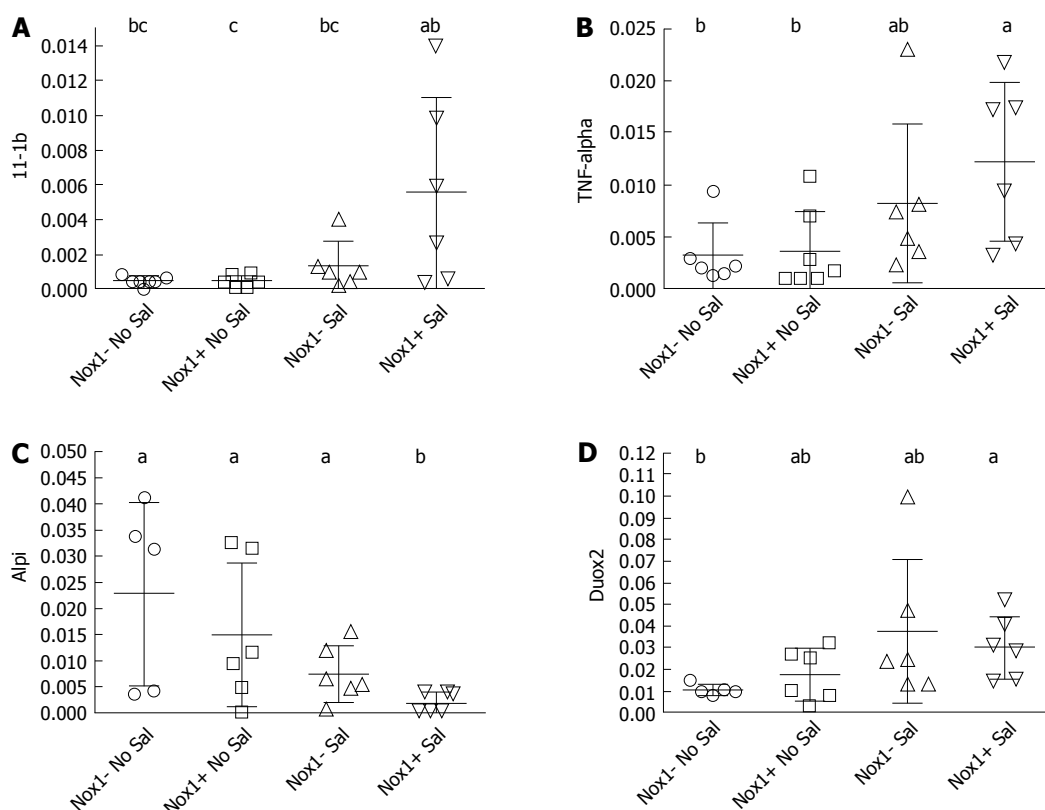 A
bc c bc ab
0.014
0.012
0.010
0.008
0.006
0.004
0.002
0.000
11-1b
Nox1- No Sal
Nox1+ No Sal
Nox1- Sal
Nox1+ Sal
B
b b ab a
0.025
0.020
0.015
0.010
0.005
0.000
TNF-alpha
Nox1- No Sal
Nox1+ No Sal
Nox1- Sal
Nox1+ Sal
C
a a a b
0.050
0.045
0.040
0.035
0.030
0.025
0.020
0.015
0.010
0.005
0.000
Alpi
Nox1- No Sal
Nox1+ No Sal
Nox1- Sal
Nox1+ Sal
D
b ab ab a
0.12
0.10
0.09
0.08
0.07
0.06
0.05
0.04
0.03
0.02
0.01
0.00
Duox2
Nox1- No Sal
Nox1+ No Sal
Nox1- Sal
Nox1+ Sal